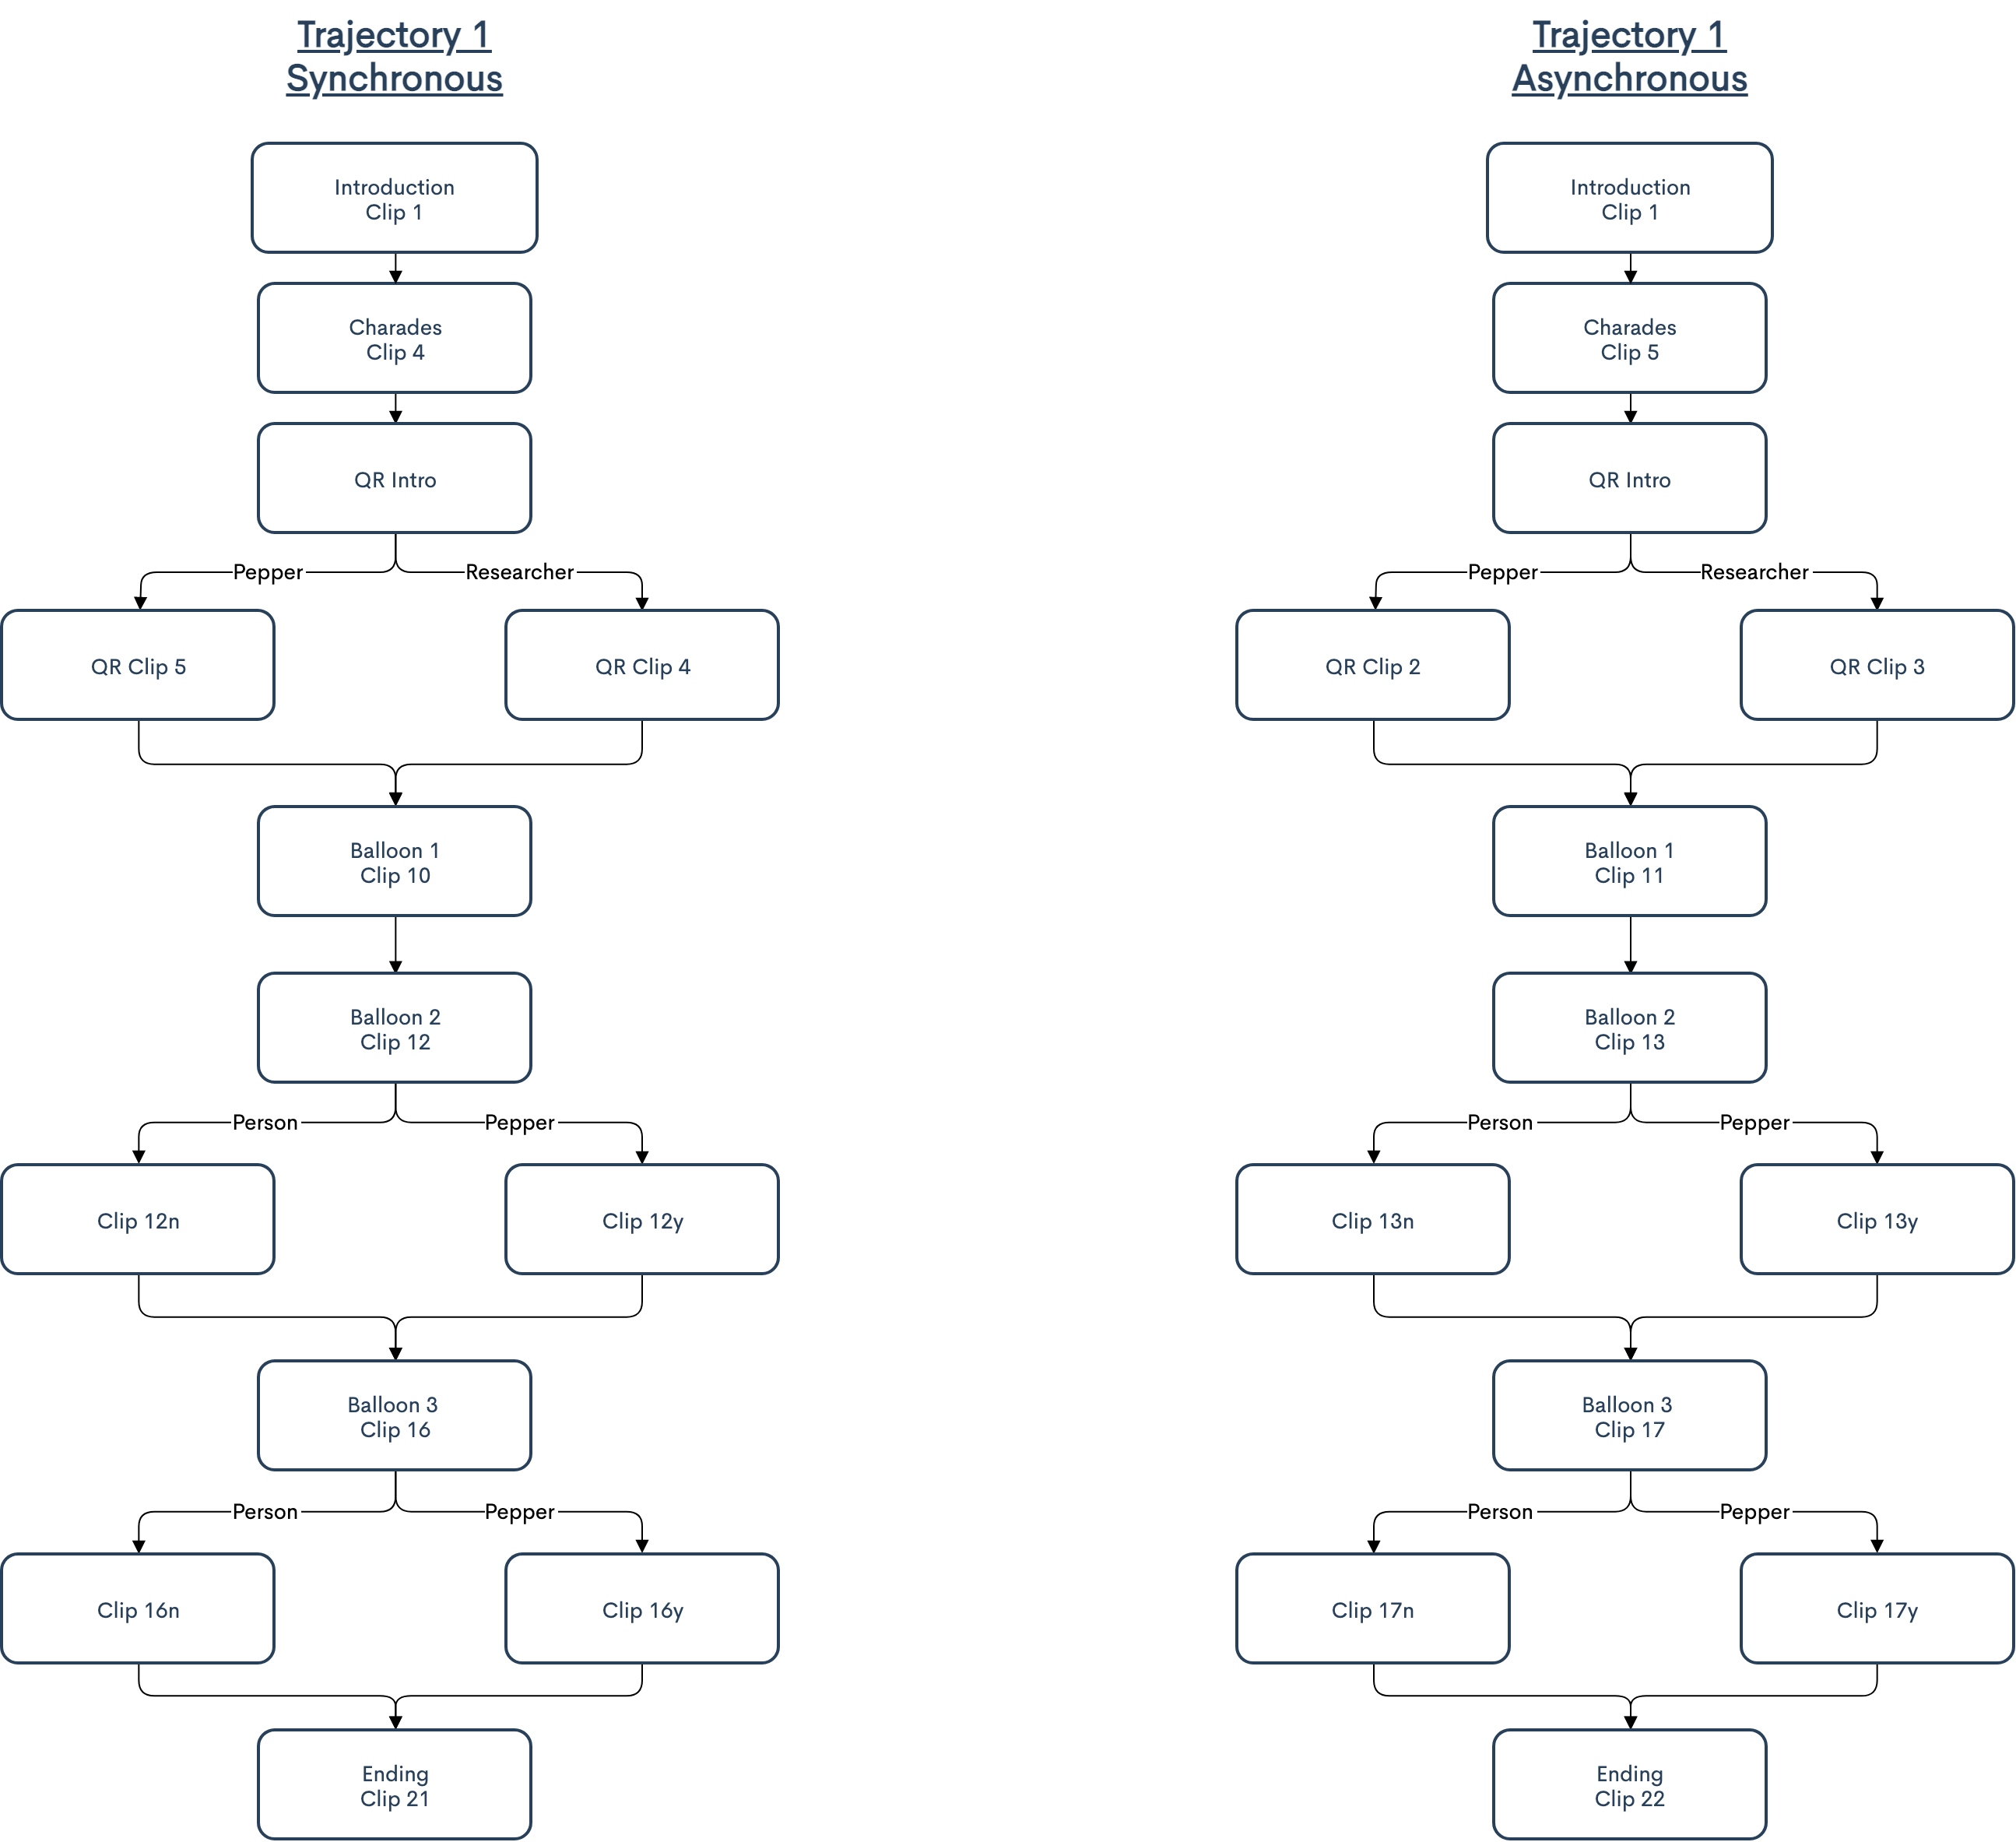 Trajectory 1
Synchronous
Introduction
Clip 1
Charades
Clip 4
QR Intro
Pepper
Researcher
QR Clip 5
QR Clip 4
Balloon 1
Clip 10
Balloon 2
Clip 12
Person
Pepper
Clip 12n
Clip 12y
Balloon 3
Clip 16
Person
Pepper
Clip 16n
Clip 16y
Ending
Clip 21
Trajectory 1
Asynchronous
Introduction
Clip 1
Charades
Clip 5
QR Intro
Pepper
Researcher
QR Clip 2
QR Clip 3
Balloon 1
Clip 11
Balloon 2
Clip 13
Person
Pepper
Clip 13n
Clip 13y
Balloon 3
Clip 17
Person
Pepper
Clip 17n
Clip 17y
Ending
Clip 22